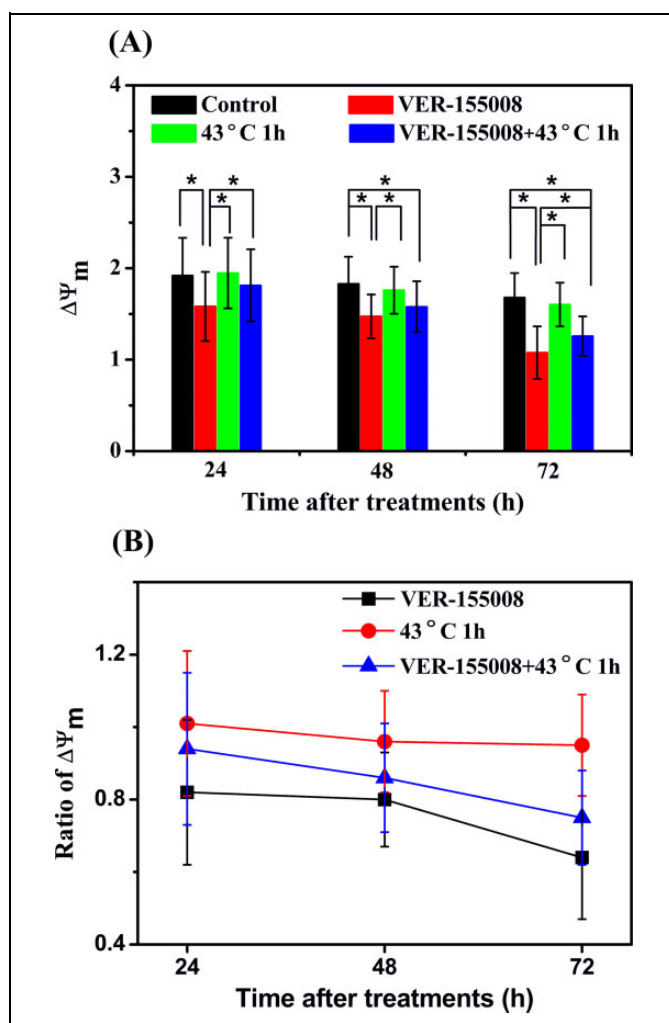 (A)
4
Control
VER-155008
43°C 1h
VER-155008+43°C 1h
3
* * *
* * * *
* * * *
2
1
0
ΔΨm
24 48 72
Time after treatments (h)
(B)
VER-155008
43°C 1h
VER-155008+43°C 1h
1.2
0.8
0.4
Ratio of ΔΨm
24 48 72
Time after treatments (h)